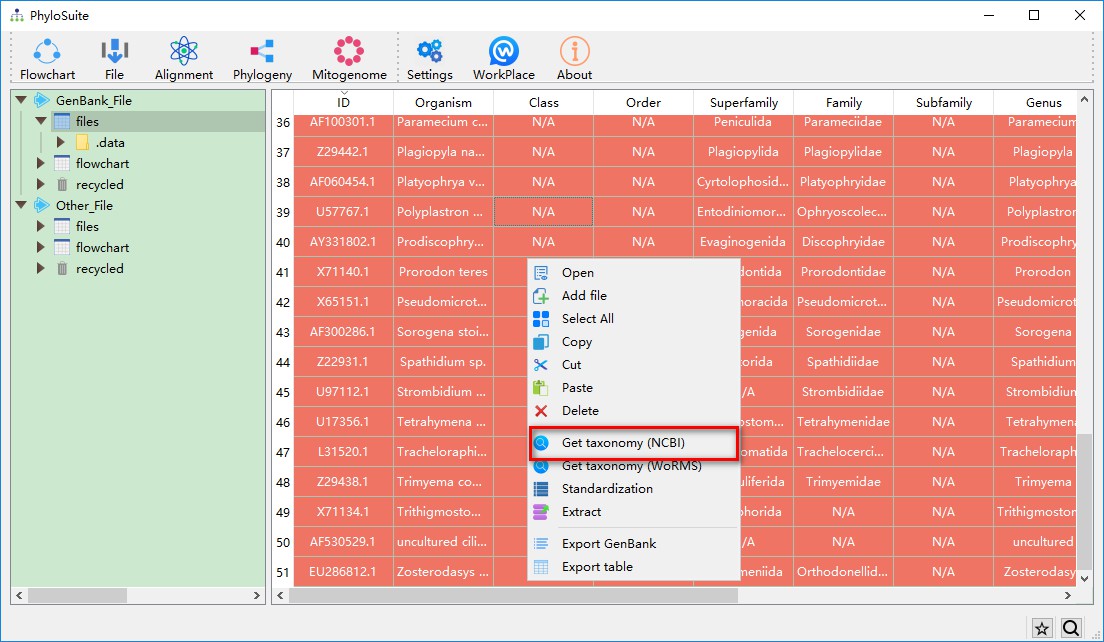 PhyloSuite
Flowchart File Alignment Phylogeny Mitogenome Settings WorkPlace About
GenBank_File
files
.data
flowchart
recycled
Other_File
files
flowchart
recycled
ID Organism Class Order Superfamily Family Subfamily Genus
36 AF100301.1 Paramecium c... N/A N/A Peniculida Parameciidae N/A Paramecium
37 Z29442.1 Plagiopyla na... N/A N/A Plagiopylida Plagiopylidae N/A Plagiopyla
38 AF060454.1 Platyophrya v... N/A N/A Cyrtolophosid... Platyophryidae N/A Platyophrya
39 U57767.1 Polyplastron ... N/A N/A Entodiniomor... Ophryoscolec... N/A Polyplastron
40 AY331802.1 Prodiscophry... N/A N/A Evaginogenida Discophryidae N/A Prodiscophry
41 X71140.1 Prorodon teres dontida Prorodontidae N/A Prorodon
42 X65151.1 Pseudomicrot... horacida Pseudomicrot... N/A Pseudomicrot
43 AF300286.1 Sorogena stoi... genida Sorogenidae N/A Sorogena
44 Z22931.1 Spathidium sp. orida Spathidiidae N/A Spathidium
45 U97112.1 Strombidium ... /A Strombidiidae N/A Strombidium
46 U17356.1 Tetrahymena ... ostom... Tetrahymenidae N/A Tetrahymena
47 L31520.1 Tracheloraphi... omatida Trachelocerci... N/A Tracheloraph
48 Z29438.1 Trimyema co... uliferida Trimyemidae N/A Trimyema
49 X71134.1 Trithigmosto... phorida N/A N/A Trithigmostom
50 AF530529.1 uncultured cili... /A N/A N/A uncultured
51 EU286812.1 Zosterodasys ... meniida Orthodonellid... N/A Zosterodasy
Open
Add file
Select All
Copy
Cut
Paste
Delete
Get taxonomy (NCBI)
Get taxonomy (WoRMS)
Standardization
Extract
Export GenBank
Export table